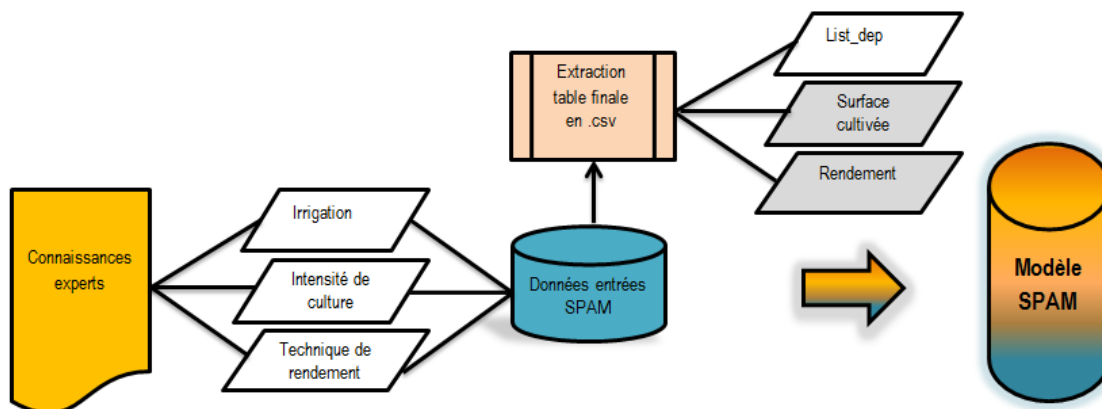 Connaissances
experts
Irrigation
Intensité de
culture
Technique de
rendement
Données entrées
SPAM
Extraction
table finale
en .csv
List_dep
Surface
cultivée
Rendement
Modèle
SPAM